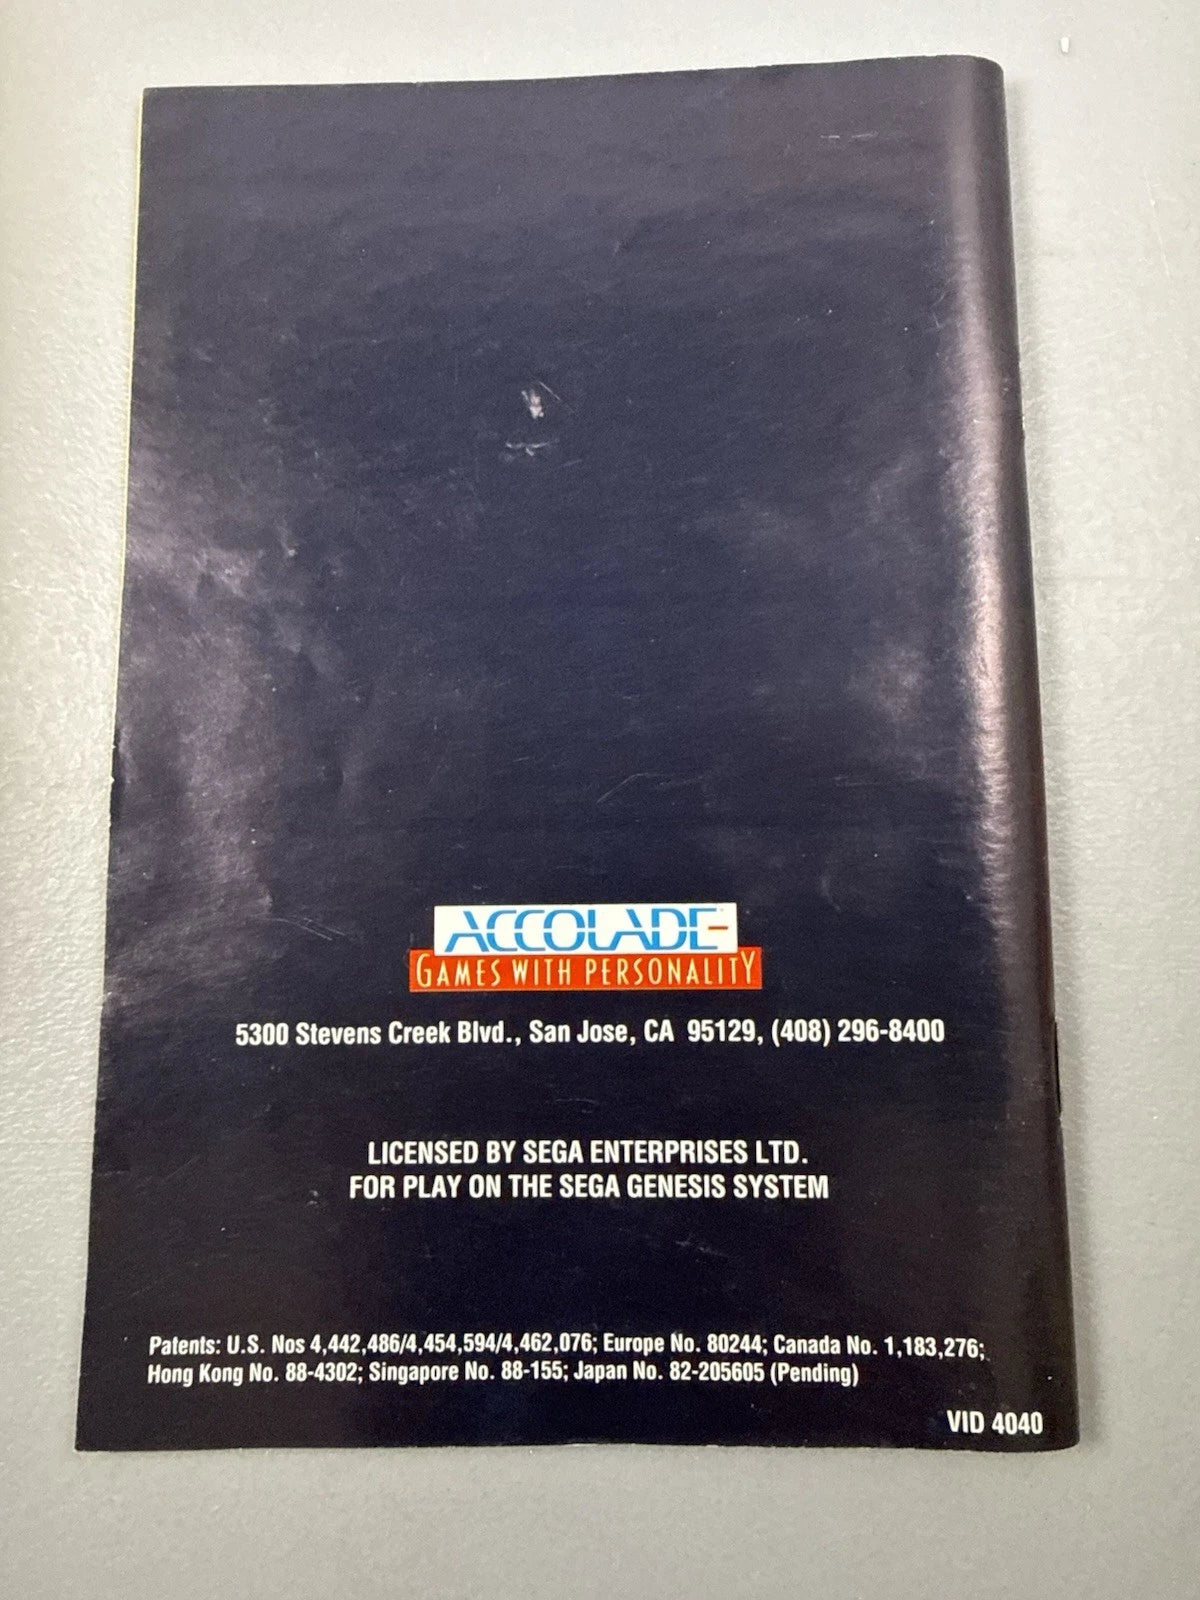 ACCOLADE
GAMES WITH PERSONALITY
5300 Stevens Creek Blvd., San Jose, CA 95129, (408) 296-8400
LICENSED BY SEGA ENTERPRISES LTD.
FOR PLAY ON THE SEGA GENESIS SYSTEM
Patents: U.S. Nos 4,442,486/4,454,594/4,462,076; Europe No. 80244; Canada No. 1,183,276;
Hong Kong No. 88-4302; Singapore No. 88-155; Japan No. 82-205605 (Pending)
VID 4040